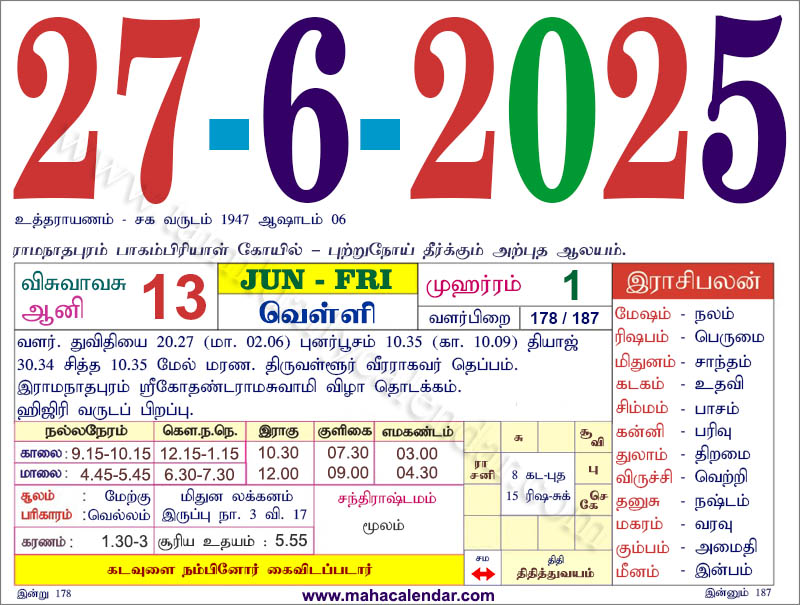 27-6-2025
உத்தராயணம் - சக வருடம் 1947 ஆஷாடம் 06
ராமநாதபுரம் பாகம்பிரியாள் கோயில் – புற்றுநோய் தீர்க்கும் அற்புத ஆலயம்.
விசுவாவசு
ஆனி 13
JUN - FRI
வெள்ளி
முஹர்ரம் 1
வளர்பிறை 178 / 187
வளர். துவிதியை 20.27 (மா. 02.06) புனர்பூசம் 10.35 (கா. 10.09) தியாஜ்
30.34 சித்த 10.35 மேல் மரண. திருவள்ளூர் வீரராகவர் தெப்பம்.
இராமநாதபுரம் ஸ்ரீகோதண்டராமசுவாமி விழா தொடக்கம்.
ஹிஜிரி வருடப் பிறப்பு.
நல்லநேரம் கௌ.ந.நெ. இராகு குளிகை எமகண்டம்
காலை: 9.15-10.15 12.15-1.15 10.30 07.30 03.00
மாலை: 4.45-5.45 6.30-7.30 12.00 09.00 04.30
சூலம் : மேற்கு
பரிகாரம் : வெல்லம்
மிதுன லக்கனம்
இருப்பு நா. 3 வி. 17
கரணம் : 1.30-3
சூரிய உதயம் : 5.55
சந்திராஷ்டமம்
மூலம்
கடவுளை நம்பினோர் கைவிடப்படார்
சு
சூ
வி
ரா
சனி
8 கட-புத
15 ரிஷ-சுக்
பு
செ
கே
சம
திதி
திதித்துவயம்
இராசிபலன்
மேஷம் - நலம்
ரிஷபம் - பெருமை
மிதுனம் - சாந்தம்
கடகம் - உதவி
சிம்மம் - பாசம்
கன்னி - பரிவு
துலாம் - திறமை
விருச்சி - வெற்றி
தனுசு - நஷ்டம்
மகரம் - வரவு
கும்பம் - அமைதி
மீனம் - இன்பம்
இன்று 178
www.mahacalendar.com
இன்னும் 187